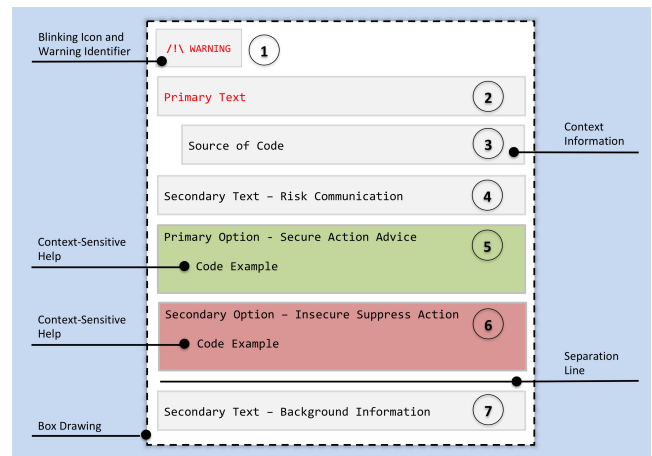 Blinking Icon and
Warning Identifier
/!\ WARNING
1
Primary Text
2
Source of Code
3
Context
Information
Secondary Text – Risk Communication
4
Primary Option - Secure Action Advice
5
Context-Sensitive
Help
Code Example
Secondary Option – Insecure Suppress Action
6
Context-Sensitive
Help
Code Example
Separation
Line
Secondary Text – Background Information
7
Box Drawing